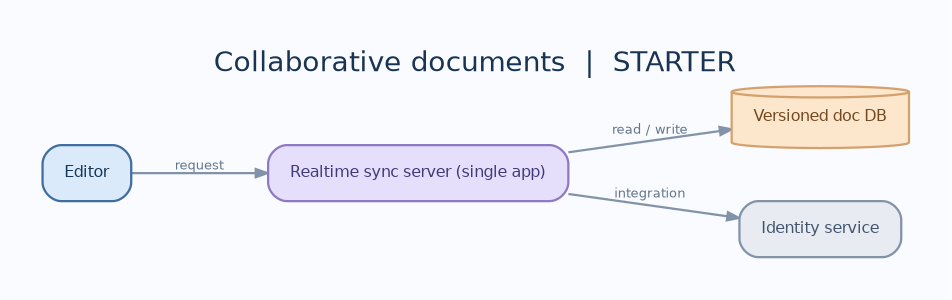 Collaborative documents | STARTER
Versioned doc DB
read / write
request
Editor
Realtime sync server (single app)
integration
Identity service